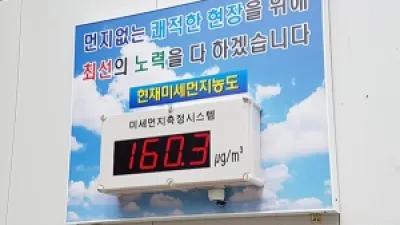 먼지없는 쾌적한 현장을 위해
최선의 노력을 다 하겠습니다
현재미세먼지농도
미세먼지측정시스템
160.3 μg/m³